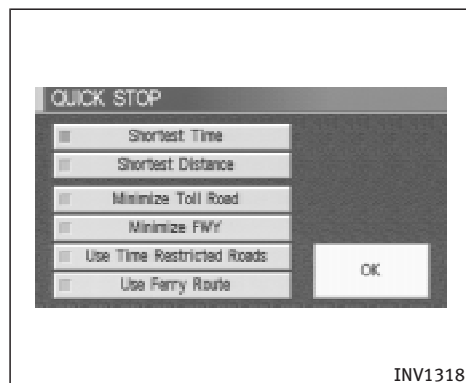 QUICK STOP
Shortest Time
Shortest Distance
Minimize Toll Road
Minimize FWY
Use Time Restricted Roads
Use Ferry Route
OK
INV1318